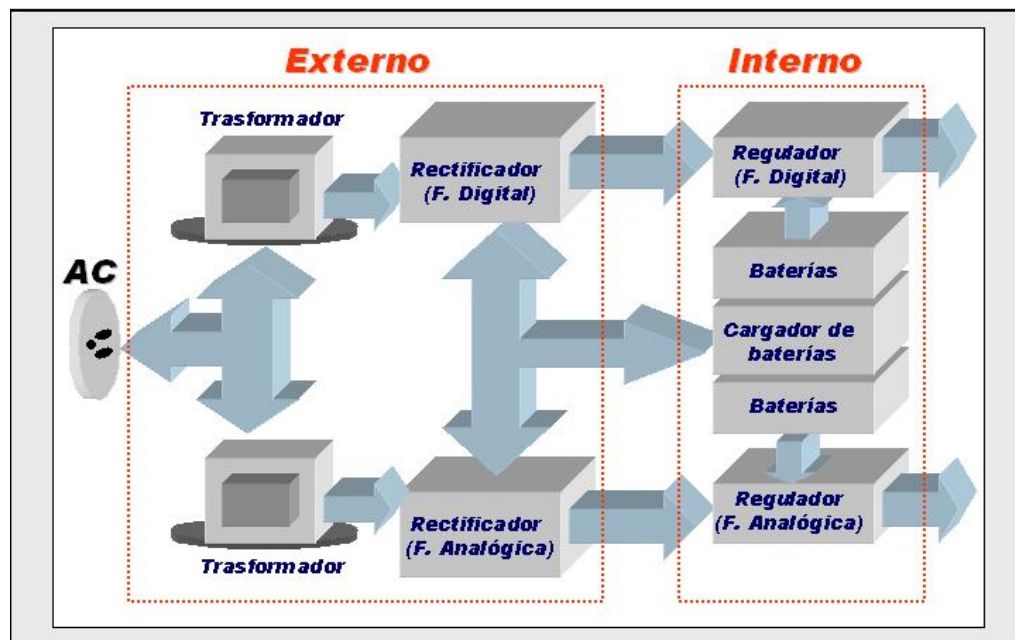 Externo
Interno
Trasformador
Rectificador
(F. Digital)
Regulador
(F. Digital)
AC
Baterías
Cargador de
baterías
Baterías
Rectificador
(F. Analógica)
Regulador
(F. Analógica)
Trasformador